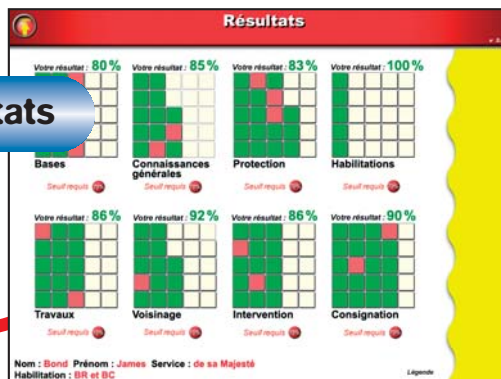 Résultats
Votre résultat : 80 % Votre résultat : 85 % Votre résultat : 83 % Votre résultat : 100 %
tats
Bases Connaissances générales Protection Habilitations
Seuil requis Seuil requis Seuil requis Seuil requis
Votre résultat : 86 % Votre résultat : 92 % Votre résultat : 86 % Votre résultat : 90 %
Travaux Voisinage Intervention Consignation
Seuil requis Seuil requis Seuil requis Seuil requis
Nom : Bond Prénom : James Service : de sa Majesté
Habilitation : BR et BC
Légende